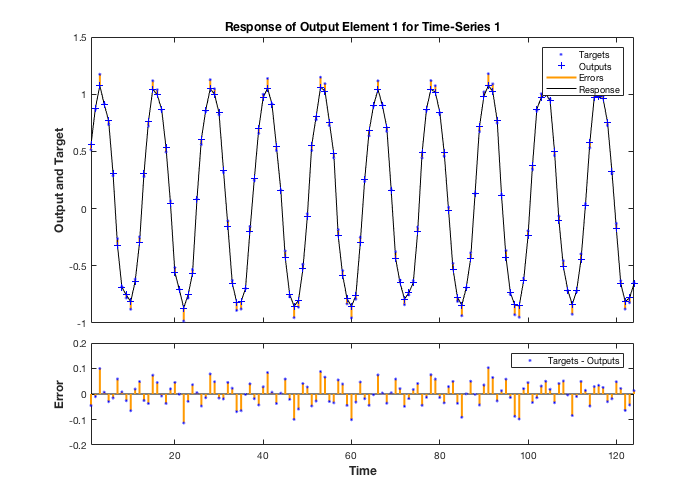 Response of Output Element 1 for Time-Series 1
1.5
1
0.5
0
-0.5
-1
Output and Target
Targets
Outputs
Errors
Response
0.2
0.1
0
-0.1
-0.2
Error
Targets - Outputs
20
40
60
80
100
120
Time